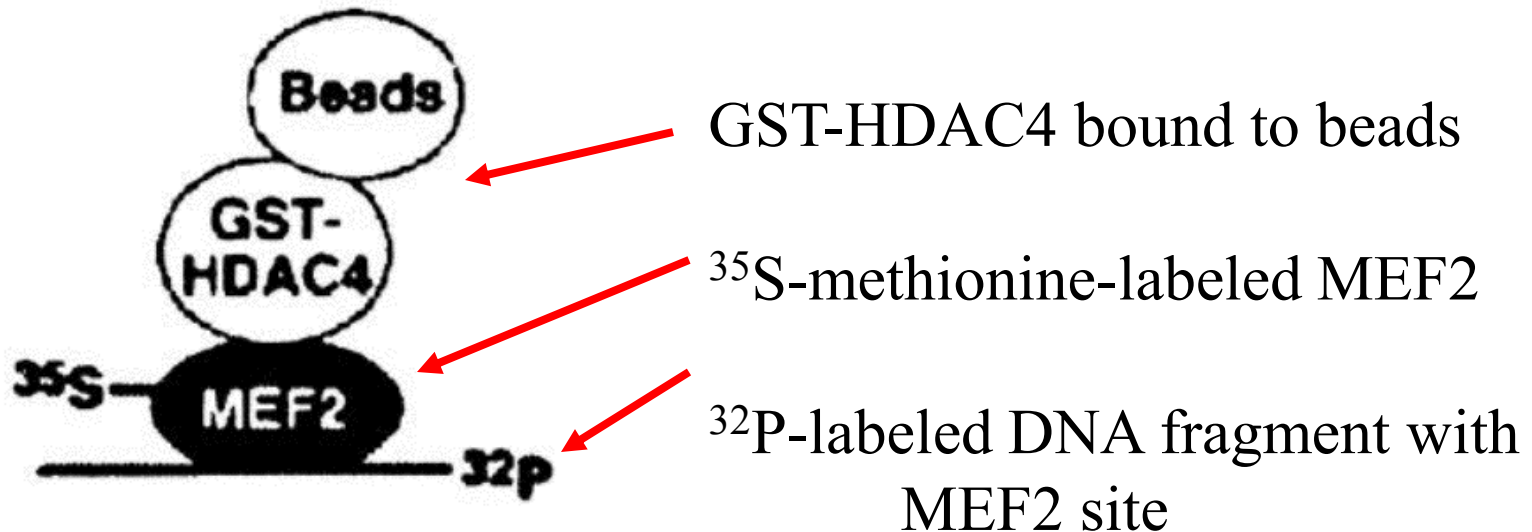 Beads
GST-HDAC4 bound to beads
GST-
HDAC4
³⁵S-methionine-labeled MEF2
³⁵S
MEF2
³²P-labeled DNA fragment with
MEF2 site
³²P